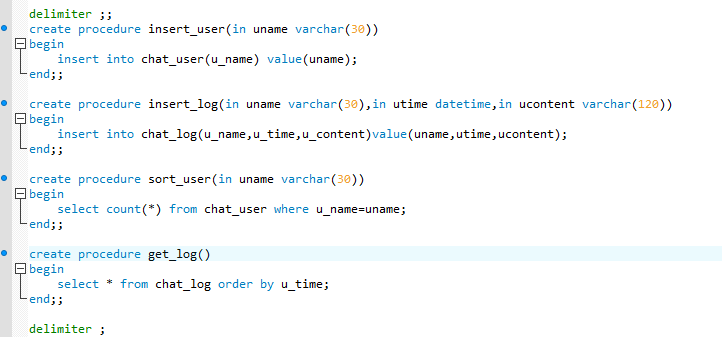 delimiter ;;
create procedure insert_user(in uname varchar(30))
begin
    insert into chat_user(u_name) value(uname);
end;;
create procedure insert_log(in uname varchar(30),in utime datetime,in ucontent varchar(120))
begin
    insert into chat_log(u_name,u_time,u_content)value(uname,utime,ucontent);
end;;
create procedure sort_user(in uname varchar(30))
begin
    select count(*) from chat_user where u_name=uname;
end;;
create procedure get_log()
begin
    select * from chat_log order by u_time;
end;;
delimiter ;